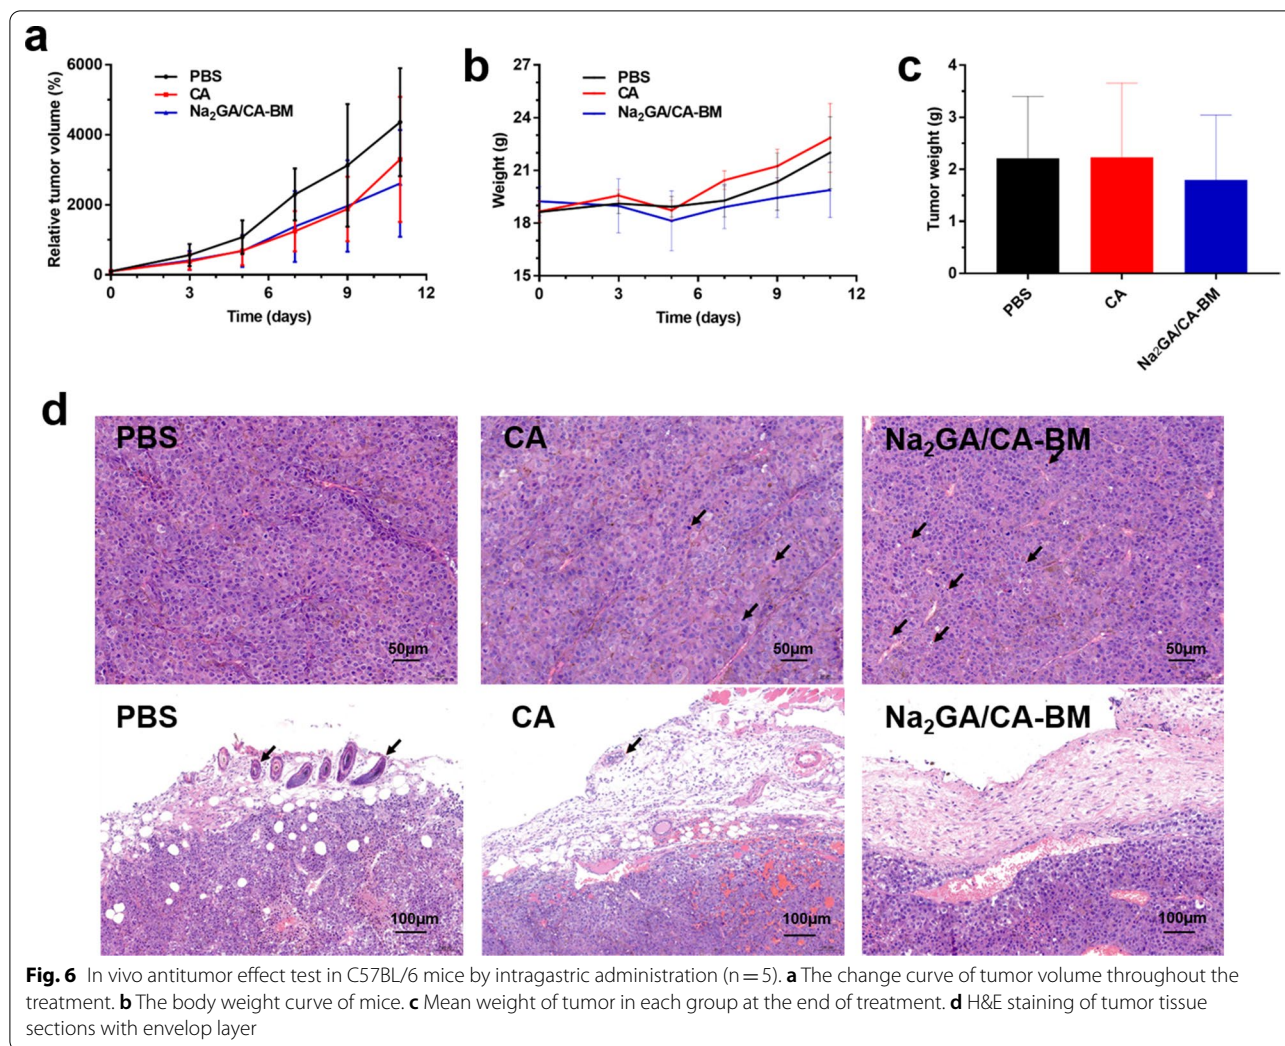 a
6000
4000
2000
0
Relative tumor volume (%)
PBS
CA
Na₂GA/CA-BM
0 3 6 9 12
Time (days)
b
27
24
21
18
15
Weight (g)
PBS
CA
Na₂GA/CA-BM
0 3 6 9 12
Time (days)
c
4
3
2
1
0
Tumor weight (g)
PBS
CA
Na₂GA/CA-BM
d
PBS
50μm
CA
50μm
Na₂GA/CA-BM
50μm
PBS
100μm
CA
100μm
Na₂GA/CA-BM
100μm
Fig. 6 In vivo antitumor effect test in C57BL/6 mice by intragastric administration (n = 5). a The change curve of tumor volume throughout the
treatment. b The body weight curve of mice. c Mean weight of tumor in each group at the end of treatment. d H&E staining of tumor tissue
sections with envelop layer